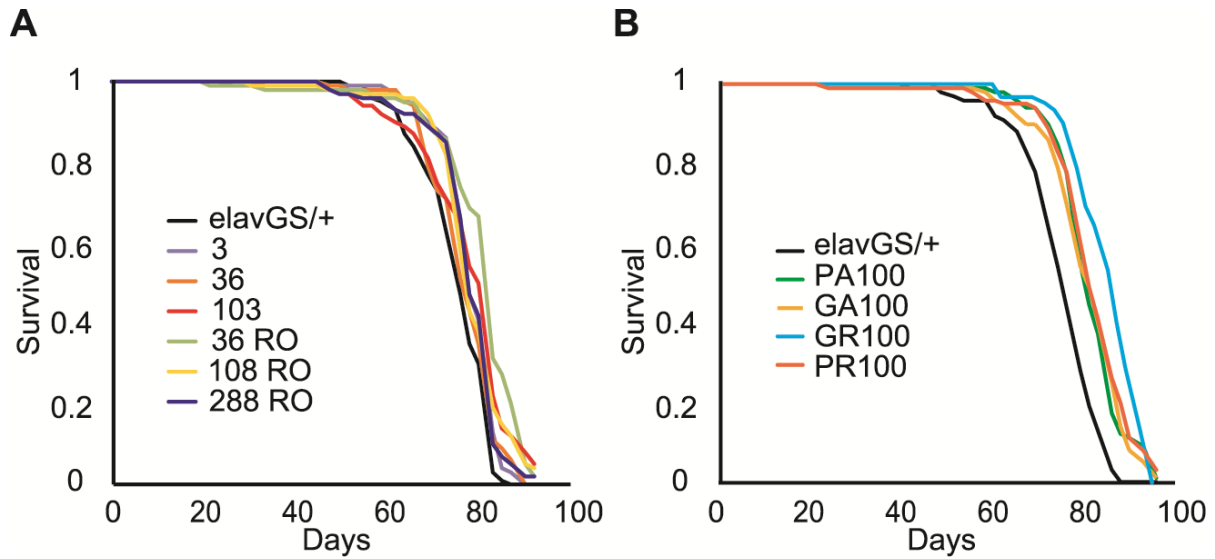 A
Survival
1
0.8
0.6
0.4
0.2
0
elavGS/+
3
36
103
36 RO
108 RO
288 RO
0 20 40 60 80 100
Days
B
Survival
1
0.8
0.6
0.4
0.2
0
elavGS/+
PA100
GA100
GR100
PR100
0 20 40 60 80 100
Days